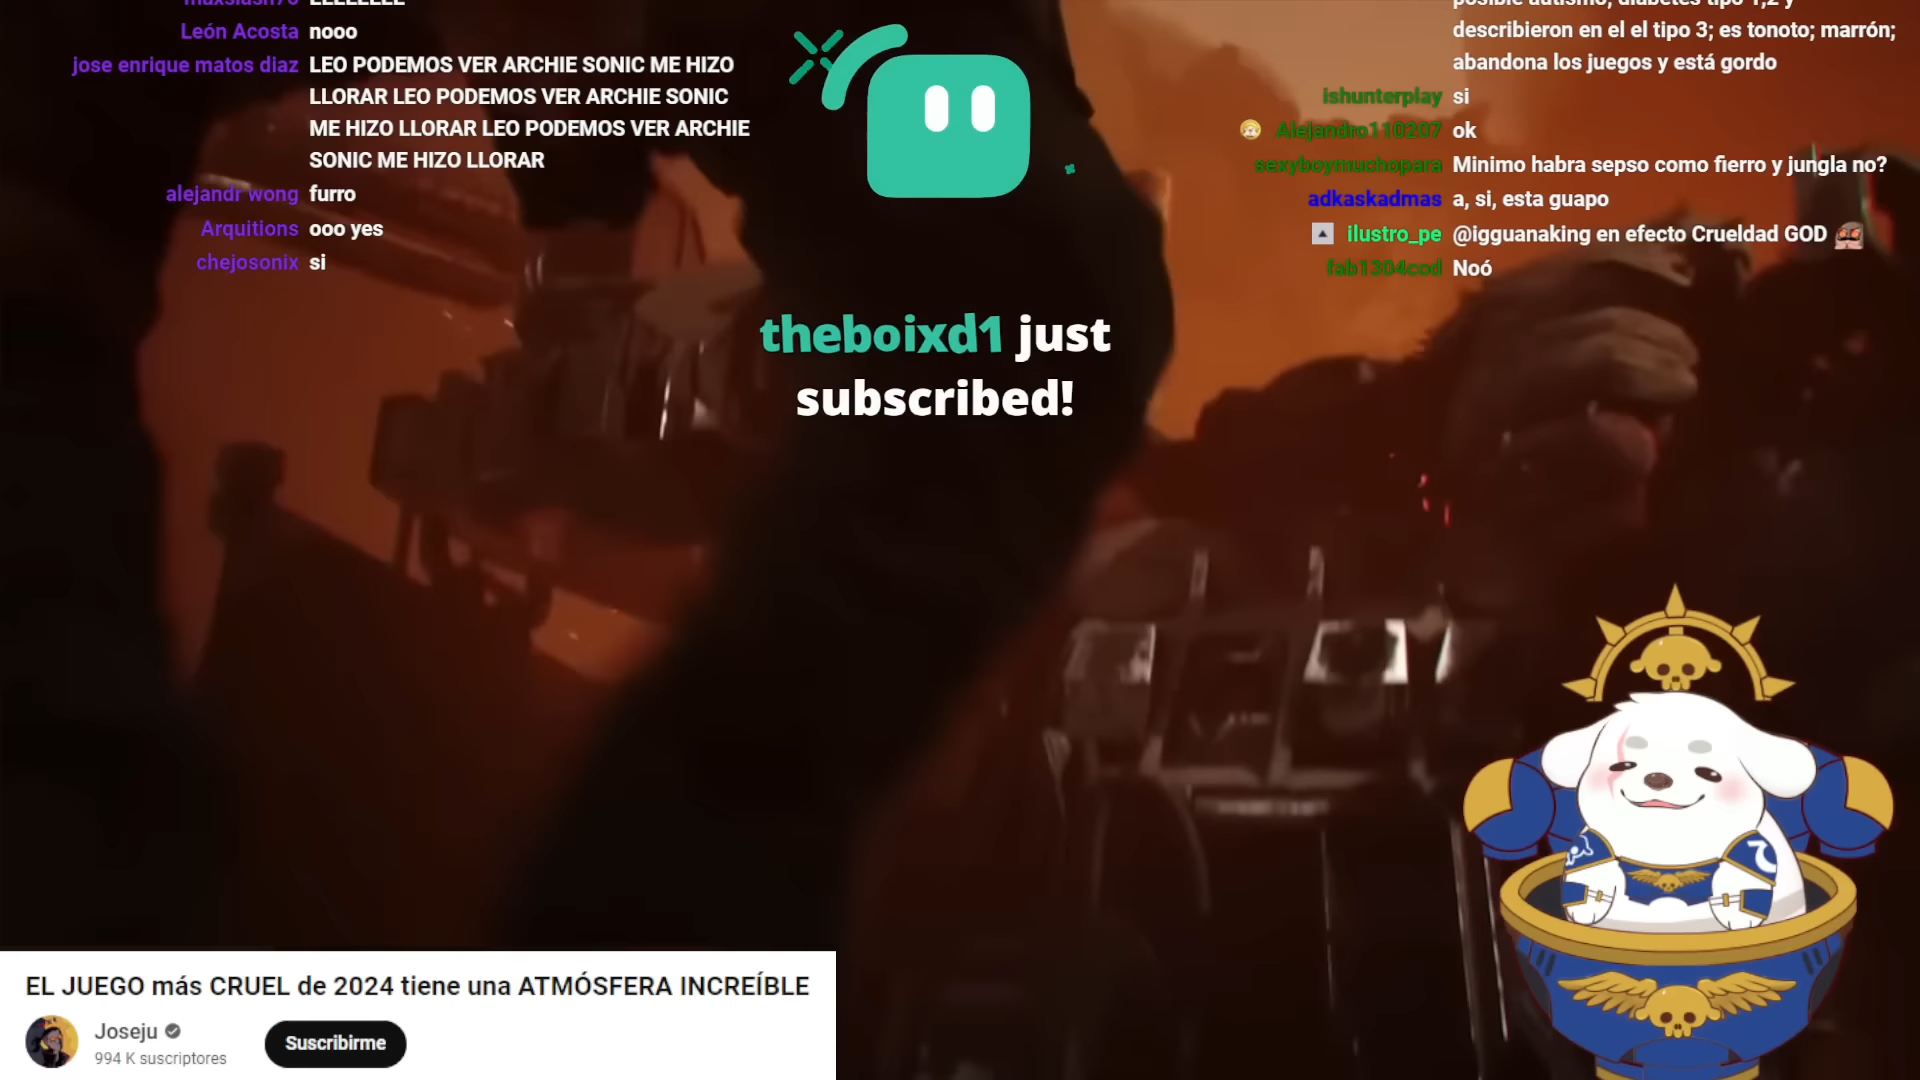 León Acosta nooo
jose enrique matos diaz LEO PODEMOS VER ARCHIE SONIC ME HIZO
LLORAR LEO PODEMOS VER ARCHIE SONIC
ME HIZO LLORAR LEO PODEMOS VER ARCHIE
SONIC ME HIZO LLORAR
alejandr wong furro
Arquitions ooo yes
chejosonix si
theboixd1 just
subscribed!
describieron en el el tipo 3; es tonoto; marrón;
abandona los juegos y está gordo
ishunterplay si
Alejandro110207 ok
sexyboymuchopara Minimo habra sepso como fierro y jungla no?
adkaskadmas a, si, esta guapo
ilustro_pe @igguanaking en efecto Crueldad GOD
fab1304cod Noó
EL JUEGO más CRUEL de 2024 tiene una ATMÓSFERA INCREÍBLE
Joseju
994 K suscriptores
Suscribirme